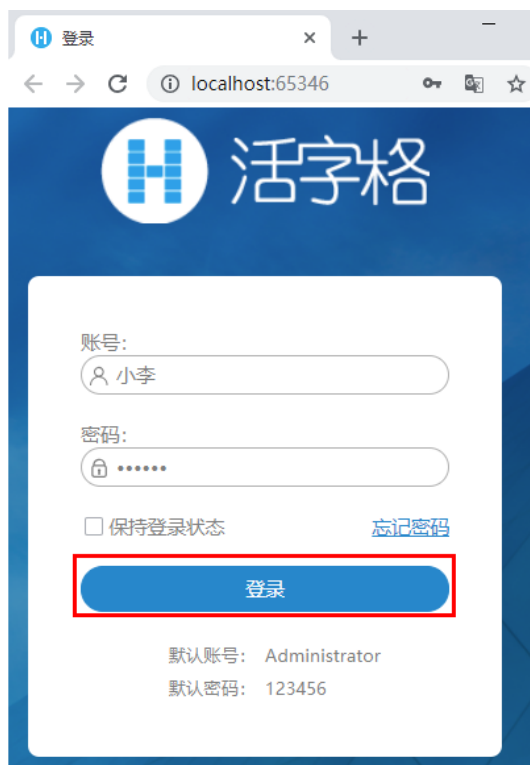 登录
localhost:65346
活字格
账号:
小李
密码:
••••••
保持登录状态 忘记密码
登录
默认账号: Administrator
默认密码: 123456